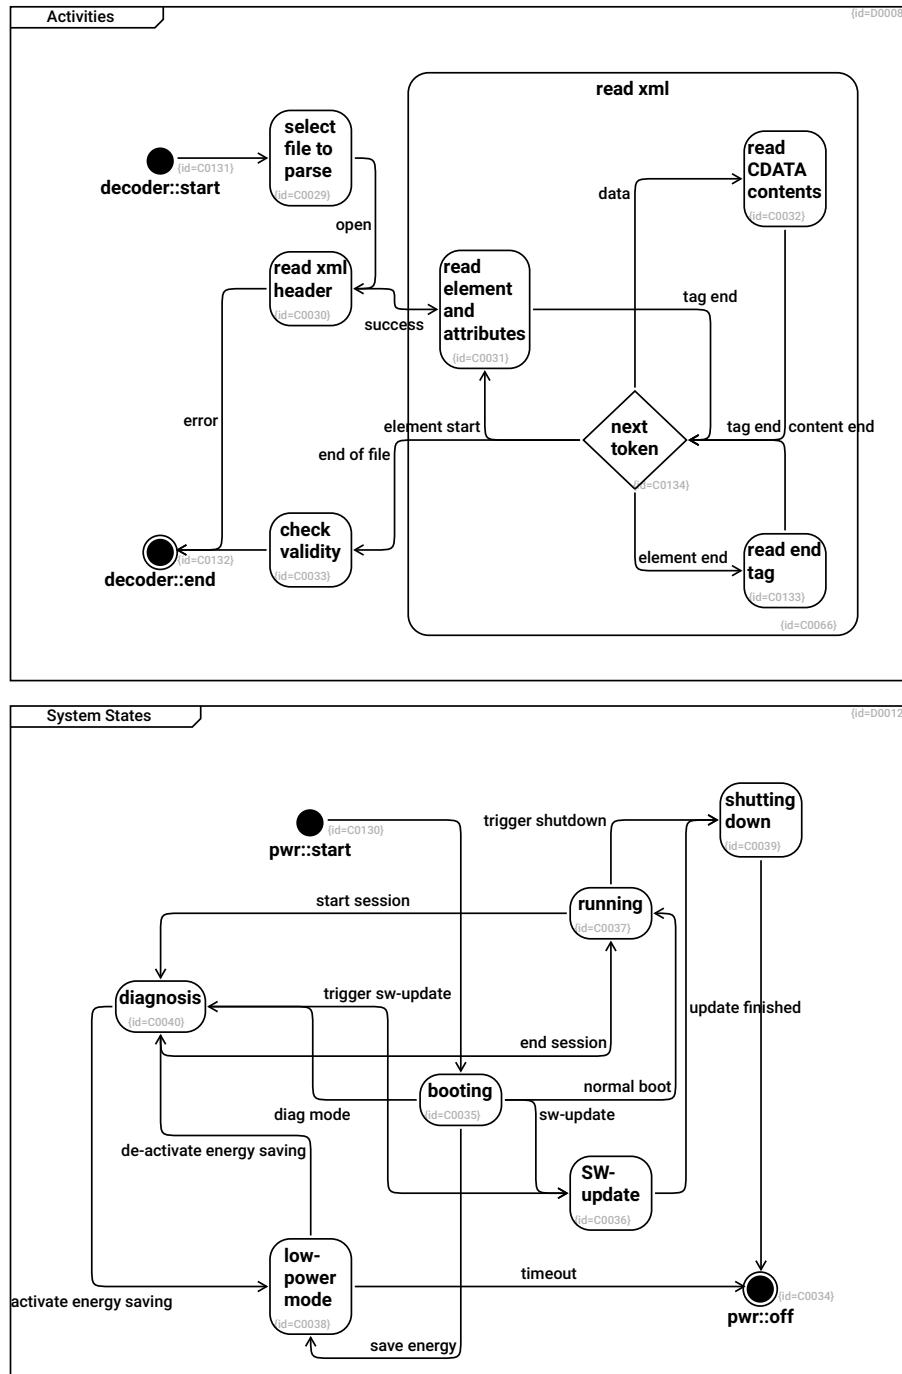 Activities
{id=D0008
read xml
select
file to
parse
{id=C0029}
{id=C0131}
decoder::start
read
CDATA
contents
{id=C0032}
data
open
read xml
header
{id=C0030}
read
element
and
attributes
{id=C0031}
tag end
success
error
element start
end of file
next
token
{id=C0134}
tag end
content end
check
validity
{id=C0033}
{id=C0132}
decoder::end
element end
read end
tag
{id=C0133}
{id=C0066}
System States
{id=D0012
shutting
down
{id=C0039}
{id=C0130}
pwr::start
trigger shutdown
start session
running
{id=C0037}
diagnosis
{id=C0040}
trigger sw-update
update finished
end session
booting
{id=C0035}
normal boot
diag mode
sw-update
de-activate energy saving
SW-
update
{id=C0036}
low-
power
mode
{id=C0038}
timeout
activate energy saving
{id=C0034}
pwr::off
save energy